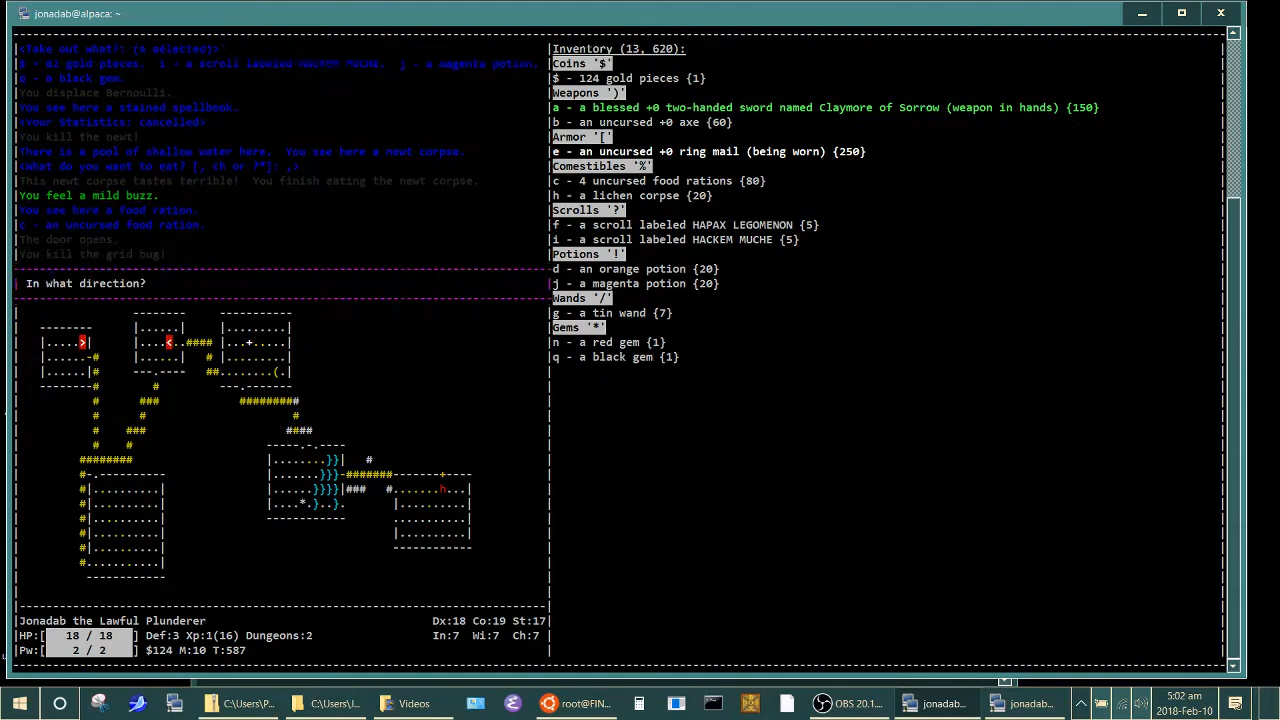 jonadab@alpaca: ~
<Take out what?: (a selected)>
$ - 62 gold pieces.  i - a scroll labeled HACKEM MUCHE.  j - a magenta potion.
You displace Bernoulli.
You see here a stained spellbook.
<Your Statistics: cancelled>
You kill the newt!
There is a pool of shallow water here.  You see here a newt corpse.
<What do you want to eat? [, ch or ?*]: ,>
This newt corpse tastes terrible!  You finish eating the newt corpse.
You feel a mild buzz.
You see here a food ration.
c - an uncursed food ration.
The door opens.
You kill the grid bug!
In what direction?
Jonadab the Lawful Plunderer
Dx:18 Co:19 St:17
HP:[ 18 / 18 ] Def:3 Xp:1(16) Dungeons:2
In:7 Wi:7 Ch:7
Pw:[ 2 / 2 ] $124 M:10 T:587
Inventory (13, 620):
Coins '$'
$ - 124 gold pieces {1}
Weapons ')'
a - a blessed +0 two-handed sword named Claymore of Sorrow (weapon in hands) {150}
b - an uncursed +0 axe {60}
Armor '['
e - an uncursed +0 ring mail (being worn) {250}
Comestibles '%'
c - 4 uncursed food rations {80}
h - a lichen corpse {20}
Scrolls '?'
f - a scroll labeled HAPAX LEGOMENON {5}
i - a scroll labeled HACKEM MUCHE {5}
Potions '!'
d - an orange potion {20}
j - a magenta potion {20}
Wands '/'
g - a tin wand {7}
Gems '*'
n - a red gem {1}
q - a black gem {1}
C:\Users\P...
C:\Users\J...
Videos
root@FIN...
OBS 20.1....
jonadab...
jonadab...
5:02 am
2018-Feb-10